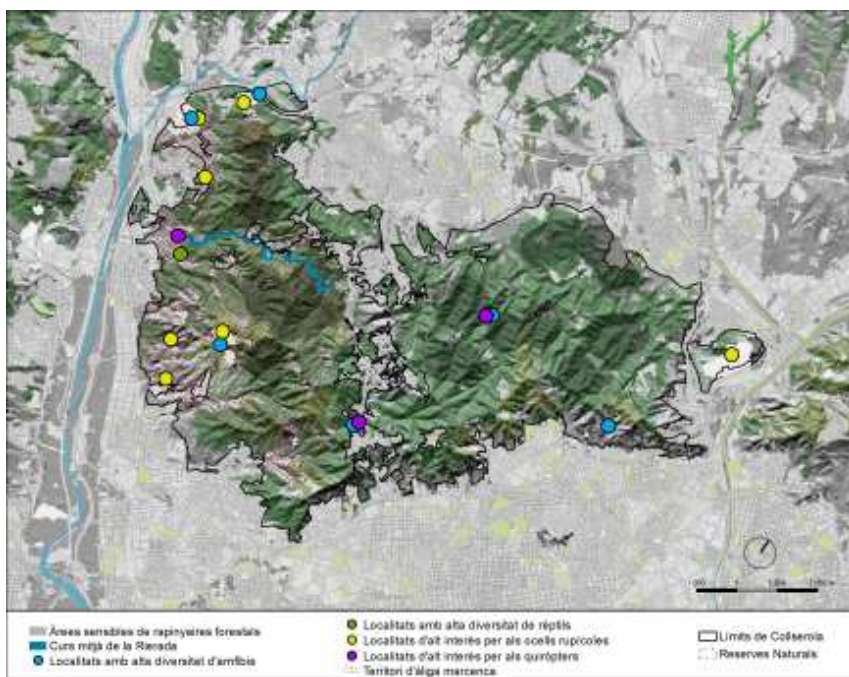 Àrees sensibles de rapinyaires forestals
Curs mitjà de la Rierada
Localitats amb alta diversitat d'amfibis
Localitats amb alta diversitat de rèptils
Localitats d'alt interès per als ocells rupícoles
Localitats d'alt interès per als quiròpters
Territori d'àliga marcenca
Límits de Collserola
Reserves Naturals